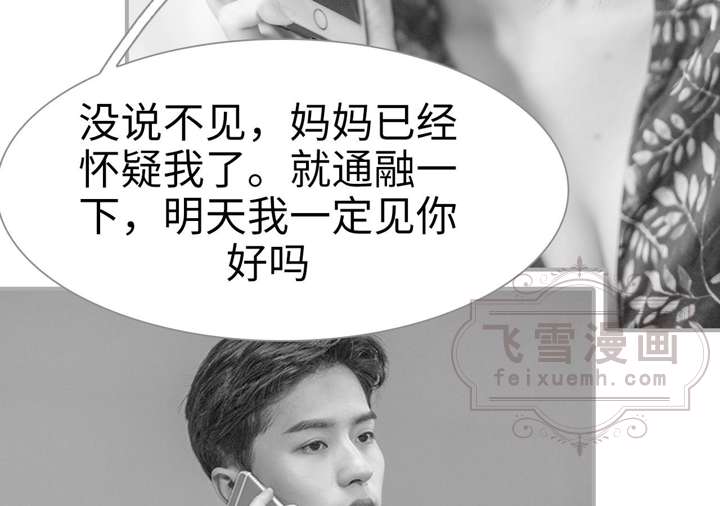 没说不见，妈妈已经
怀疑我了。就通融一
下，明天我一定见你
好吗
飞雪漫画
feixuemh.com